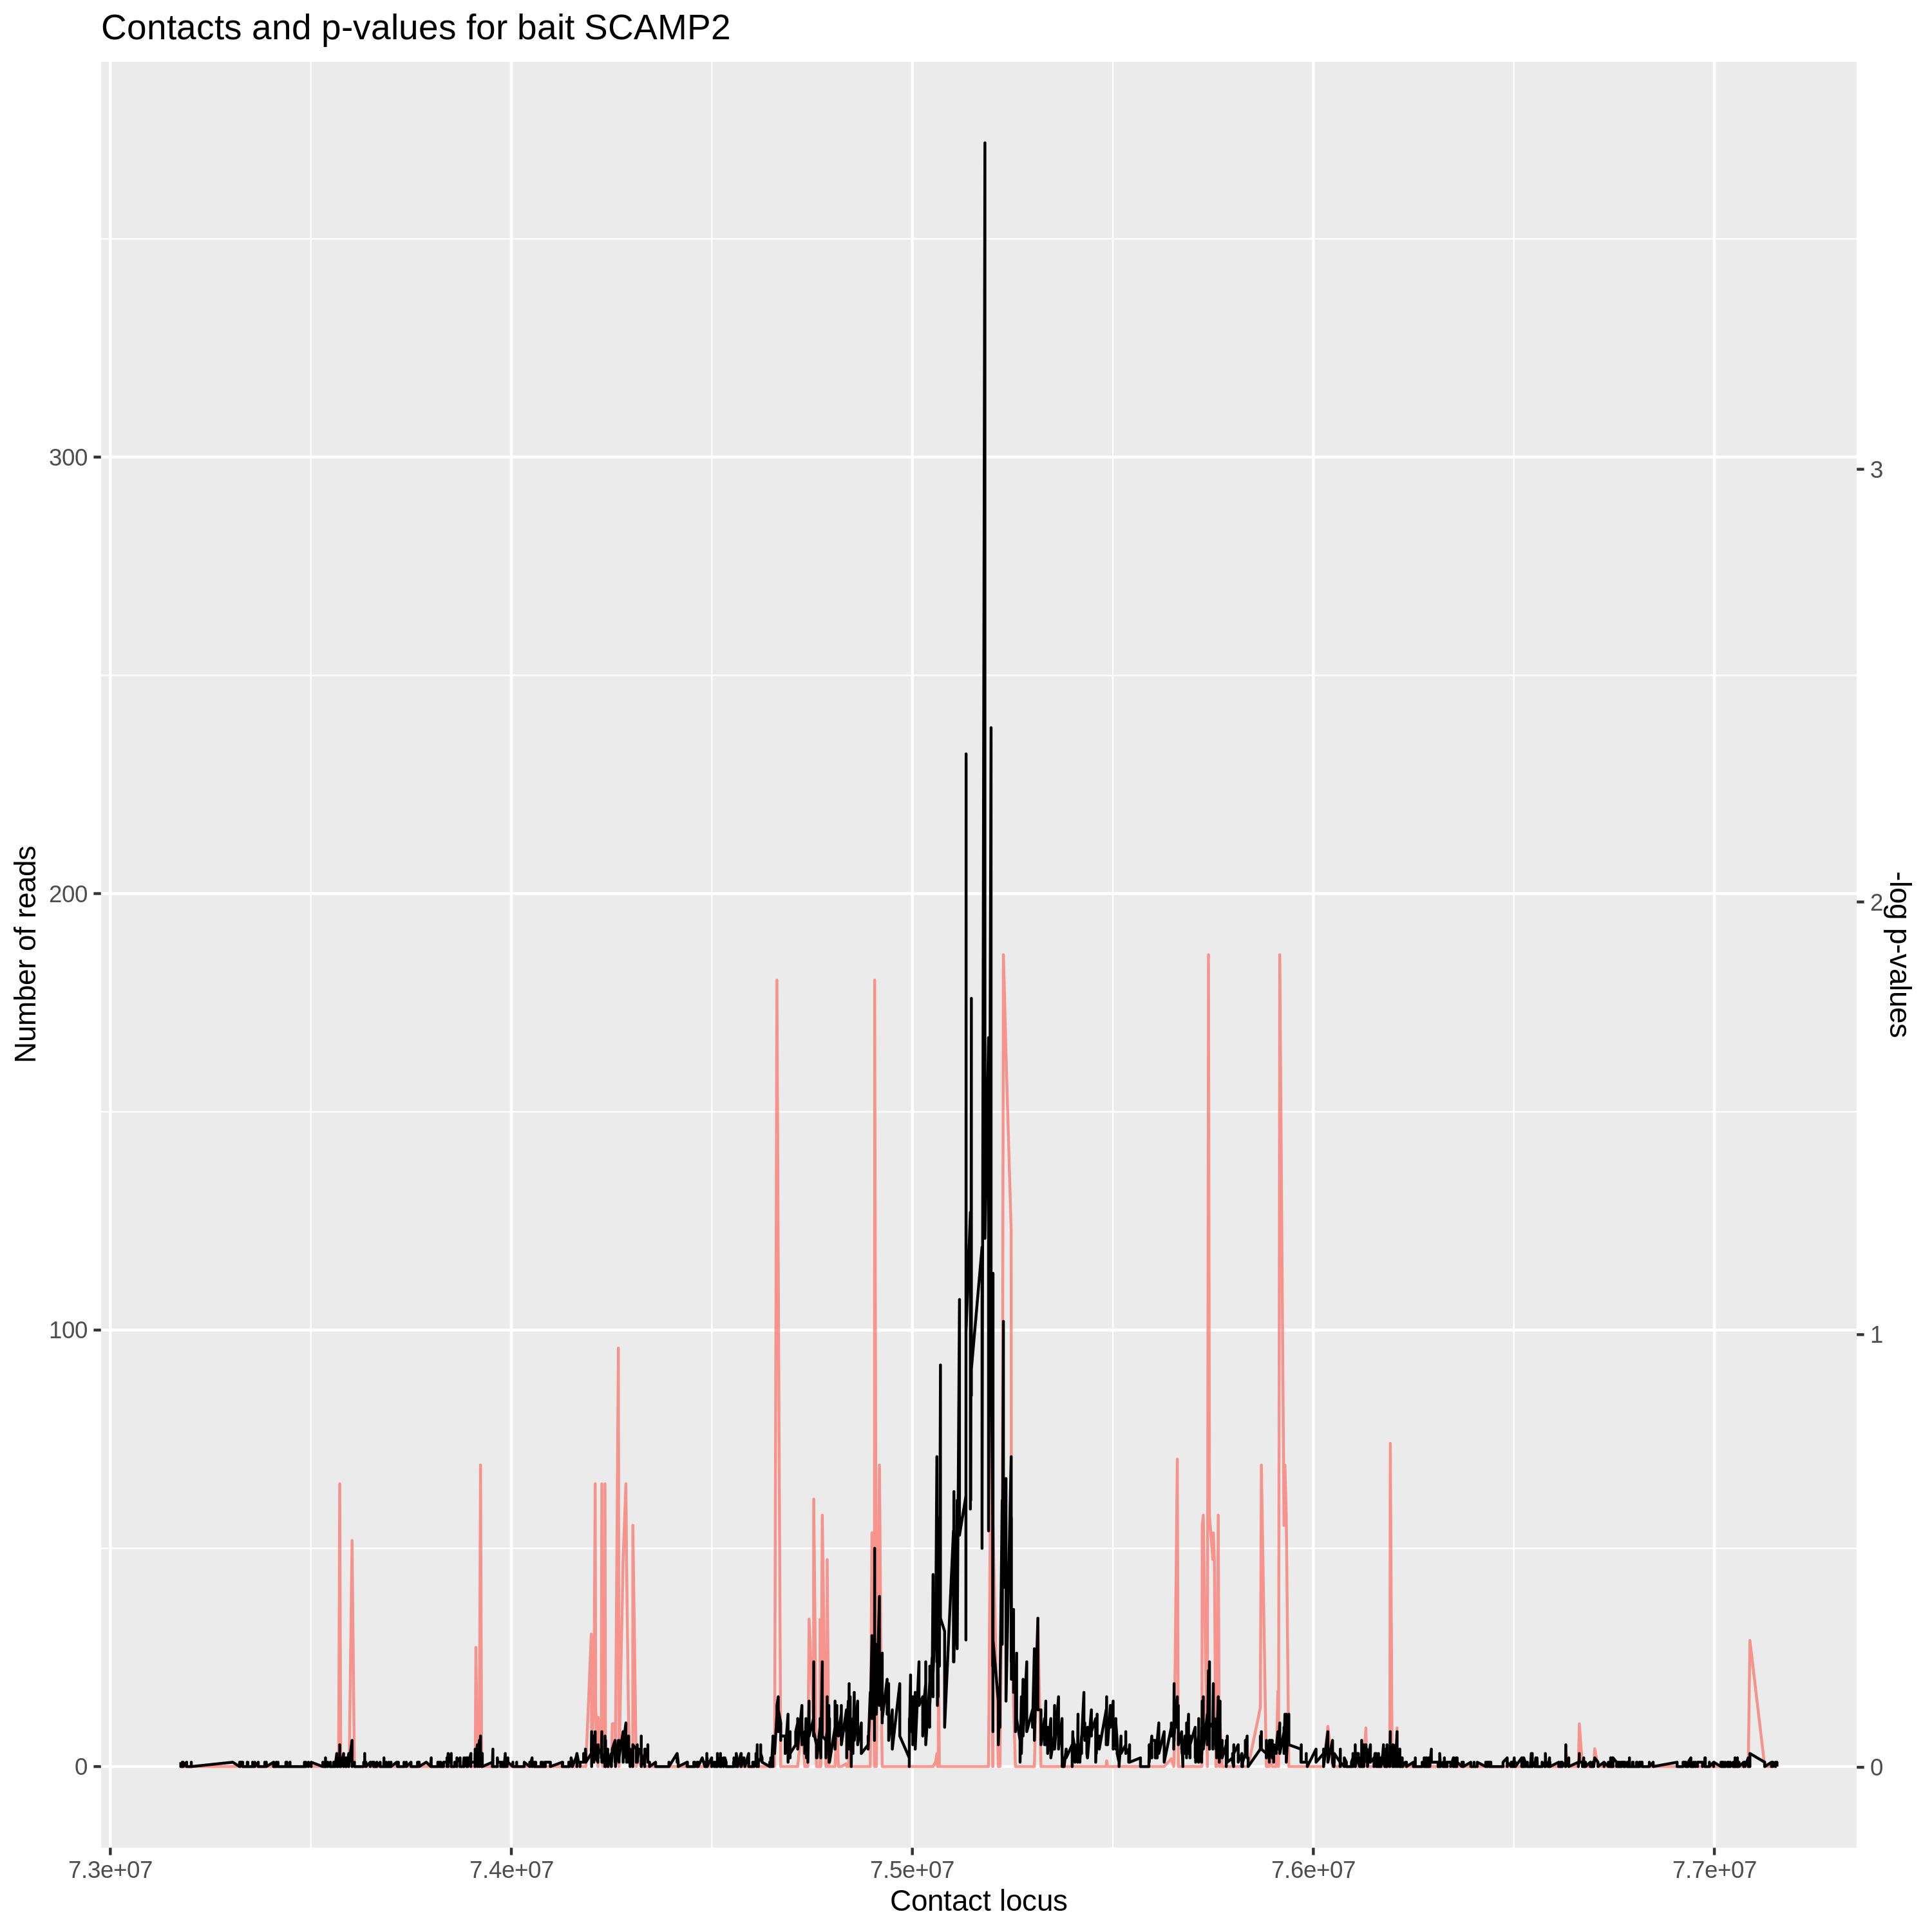 Contacts and p-values for bait SCAMP2
300
200
100
0
Number of reads
3
2
1
0
-log p-values
7.3e+07 7.4e+07 7.5e+07 7.6e+07 7.7e+07
Contact locus